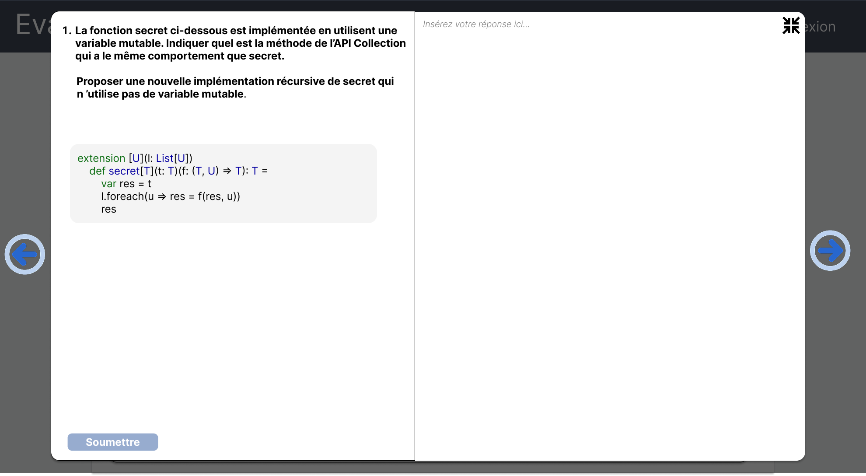 Eva
exion
1. La fonction secret ci-dessous est implémentée en utilisent une
variable mutable. Indiquer quel est la méthode de l’API Collection
qui a le même comportement que secret.
Proposer une nouvelle implémentation récursive de secret qui
n ’utilise pas de variable mutable.
extension [U](l: List[U])
def secret[T](t: T)(f: (T, U) => T): T =
var res = t
l.foreach(u => res = f(res, u))
res
Soumettre
Insérez votre réponse ici...